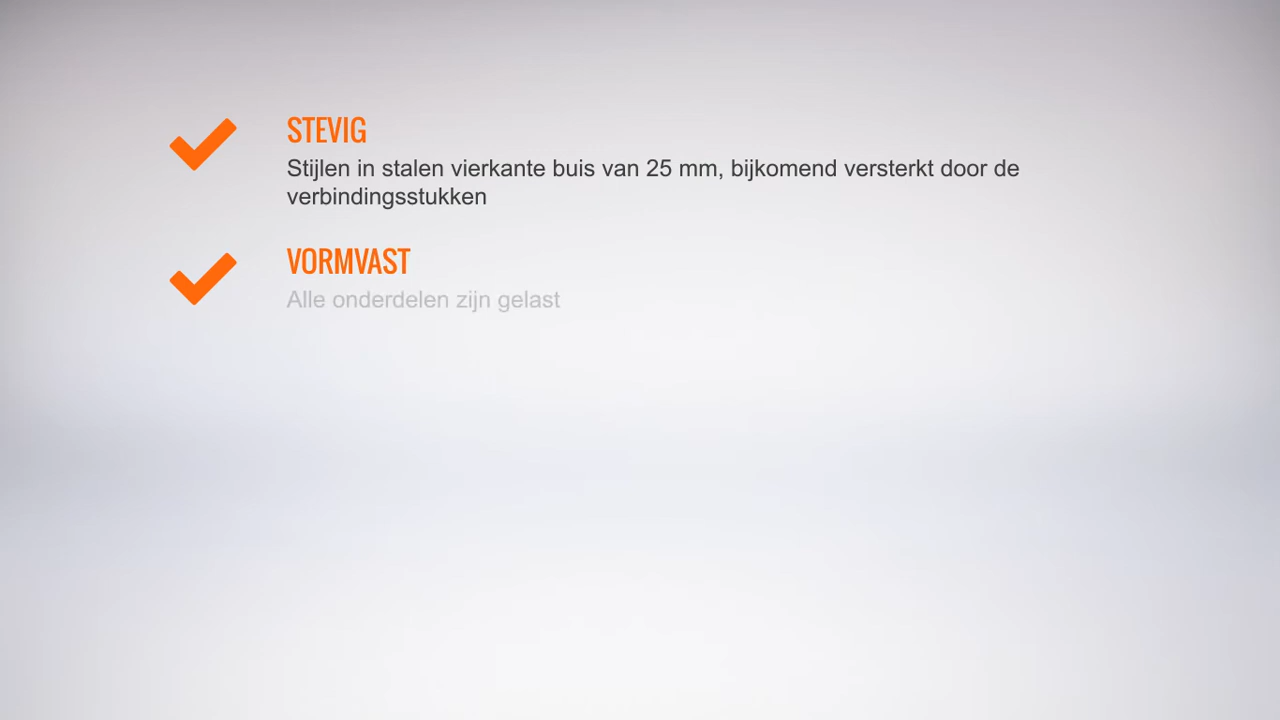 STEVIG
Stijlen in stalen vierkante buis van 25 mm, bijkomend versterkt door de
verbindingsstukken
VORMVAST
Alle onderdelen zijn gelast